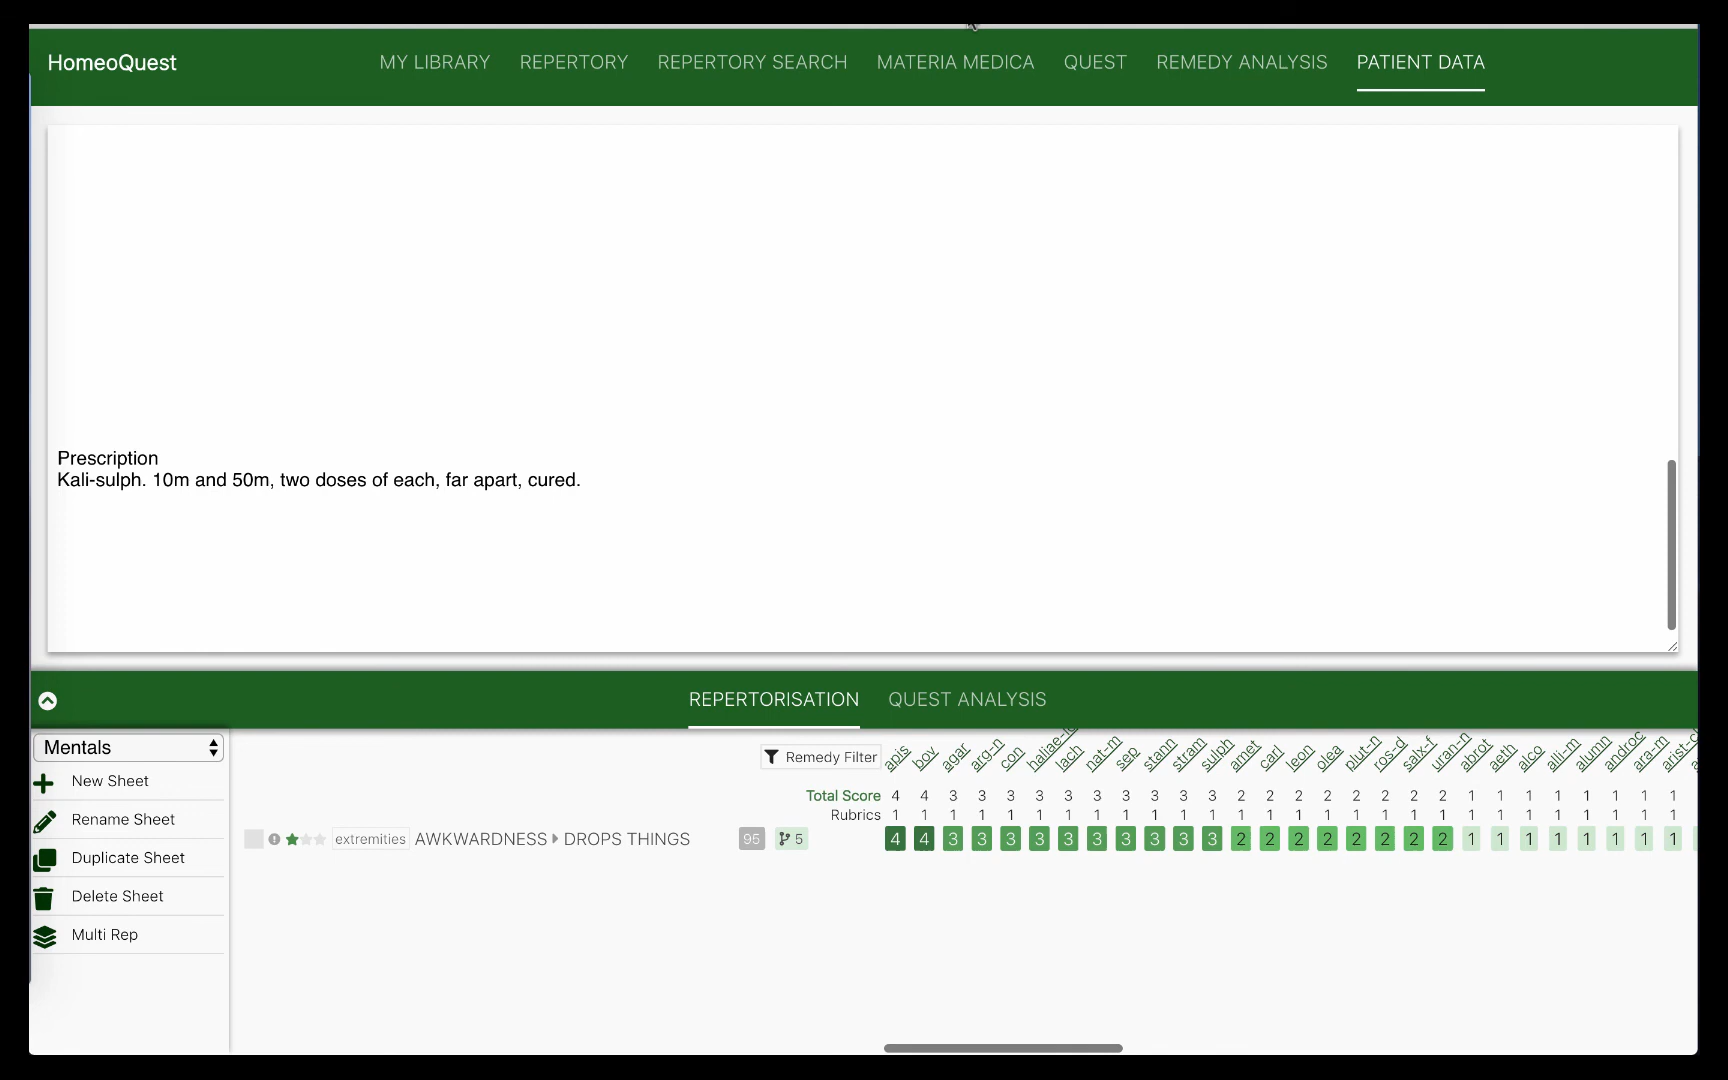 HomeoQuest
MY LIBRARY
REPERTORY
REPERTORY SEARCH
MATERIA MEDICA
QUEST
REMEDY ANALYSIS
PATIENT DATA
Prescription
Kali-sulph. 10m and 50m, two doses of each, far apart, cured.
REPERTORISATION
QUEST ANALYSIS
Mentals
New Sheet
Rename Sheet
Duplicate Sheet
Delete Sheet
Multi Rep
Remedy Filter
apis bov agar arg-n con lach nat-m sep stann stram sulph amet carl leon olea plut-n ros-d salx-f uran-n abrot aeth alco alli-m alumn androc ara-m
Total Score 4 4 3 3 3 3 3 3 3 3 3 3 2 2 2 2 2 2 2 2 1 1 1 1 1 1 1 1
Rubrics 1 1 1 1 1 1 1 1 1 1 1 1 1 1 1 1 1 1 1 1 1 1 1 1 1 1 1 1
extremities AWKWARDNESS DROPS THINGS 95 5 4 4 3 3 3 3 3 3 3 3 3 3 2 2 2 2 2 2 2 2 1 1 1 1 1 1 1 1